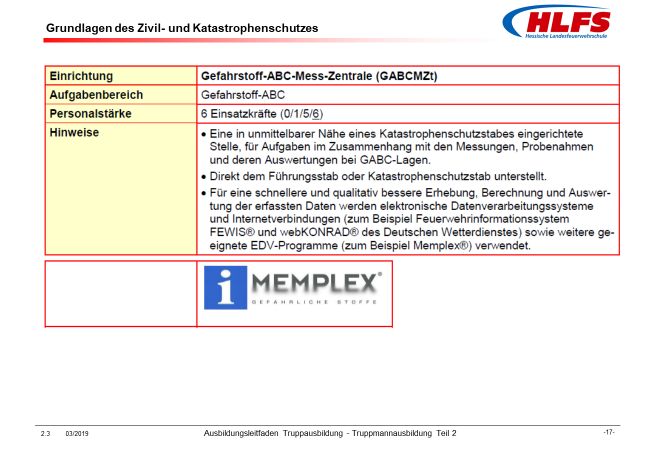 Grundlagen des Zivil- und Katastrophenschutzes
HLFS
Hessische Landesfeuerwehrschule
Einrichtung
Gefahrstoff-ABC-Mess-Zentrale (GABCMZt)
Aufgabenbereich
Gefahrstoff-ABC
Personalstärke
6 Einsatzkräfte (0/1/5/6)
Hinweise
• Eine in unmittelbarer Nähe eines Katastrophenschutzstabes eingerichtete
Stelle, für Aufgaben im Zusammenhang mit den Messungen, Probenahmen
und deren Auswertungen bei GABC-Lagen.
• Direkt dem Führungsstab oder Katastrophenschutzstab unterstellt.
• Für eine schnellere und qualitativ bessere Erhebung, Berechnung und Auswer-
tung der erfassten Daten werden elektronische Datenverarbeitungssysteme
und Internetverbindungen (zum Beispiel Feuerwehrinformationssystem
FEWIS® und webKONRAD® des Deutschen Wetterdienstes) sowie weitere ge-
eignete EDV-Programme (zum Beispiel Memplex®) verwendet.
i MEMPLEX®
GEFÄHRLICHE STOFFE
2.3 03/2019 Ausbildungsleitfaden Truppausbildung - Truppmannausbildung Teil 2 -17-